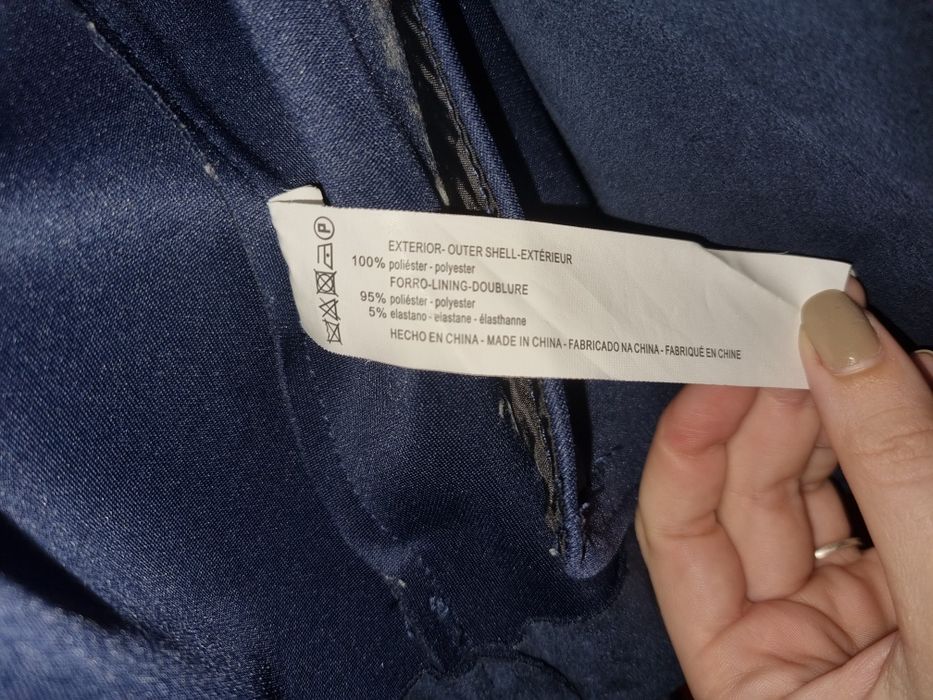 EXTERIOR- OUTER SHELL-EXTÉRIEUR
100% poliéster - polyester
FORRO-LINING-DOUBLURE
95% poliéster - polyester
5% elastano - elastane - élasthanne
HECHO EN CHINA - MADE IN CHINA - FABRICADO NA CHINA - FABRIQUÉ EN CHINE
P